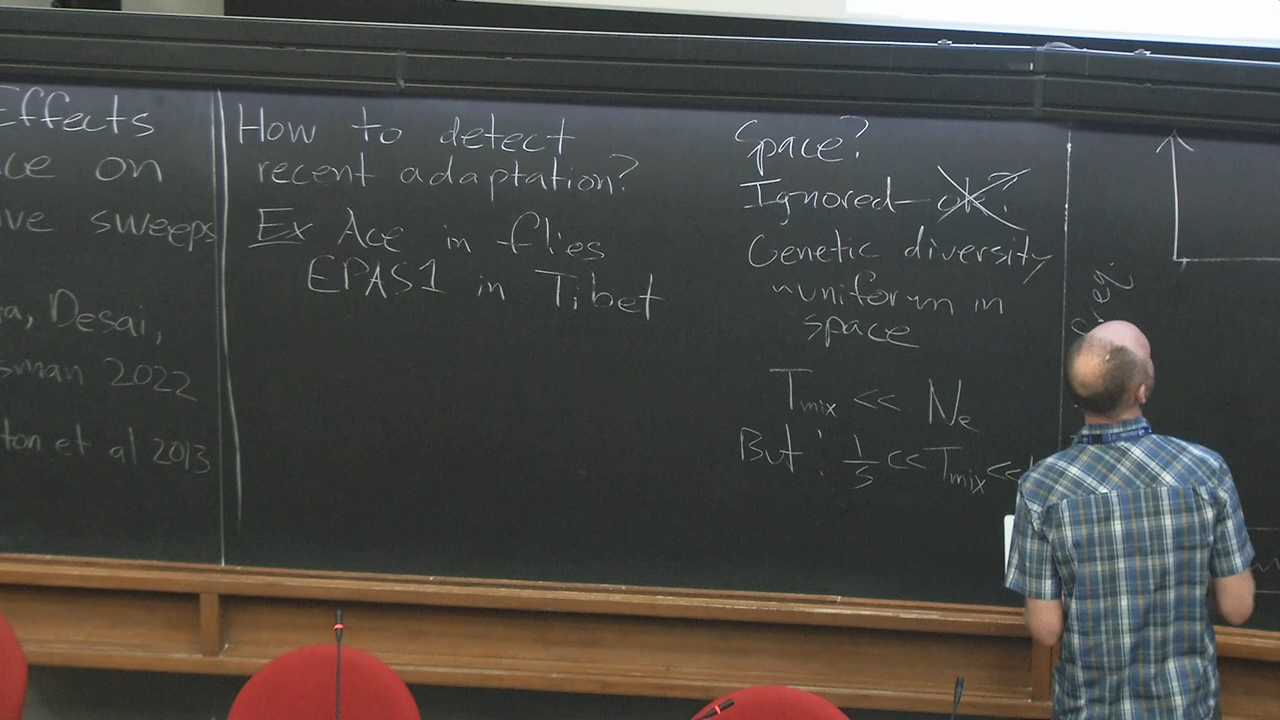 Effects
ce on
ve sweeps
a, Desai,
sman 2022
ton et al 2013
How to detect
recent adaptation?
Ex Ace in flies
EPAS1 in Tibet
Space?
Ignored - ok?
Genetic diversity
~uniform in
space
Tmix << Ne
But: 1/s << Tmix <<
freq.